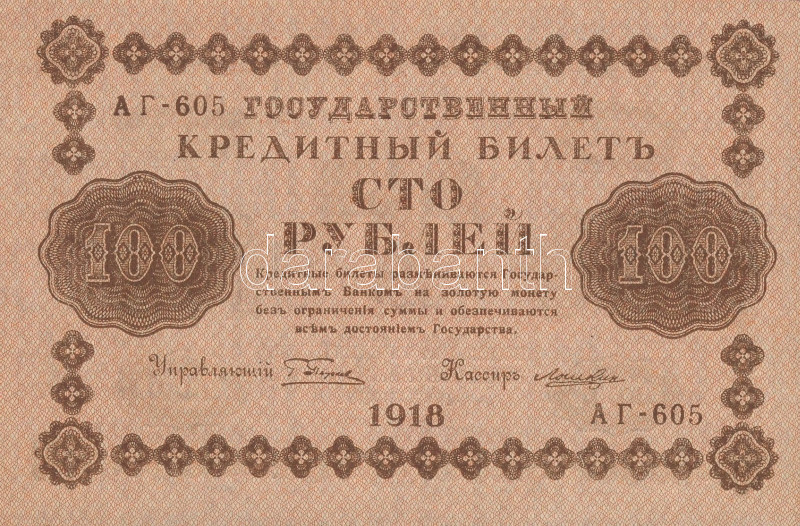 АГ-605 ГОСУДАРСТВЕННЫЙ
КРЕДИТНЫЙ БИЛЕТЪ
СТО
РУБЛЕЙ
100
100
Кредитные билеты размѣниваются Государ-
ственнымъ Банкомъ на золотую монету
безъ ограниченія суммы и обезпечиваются
всѣмъ достояніемъ Государства.
darabanth
Управляющій
Кассиръ
1918
АГ-605